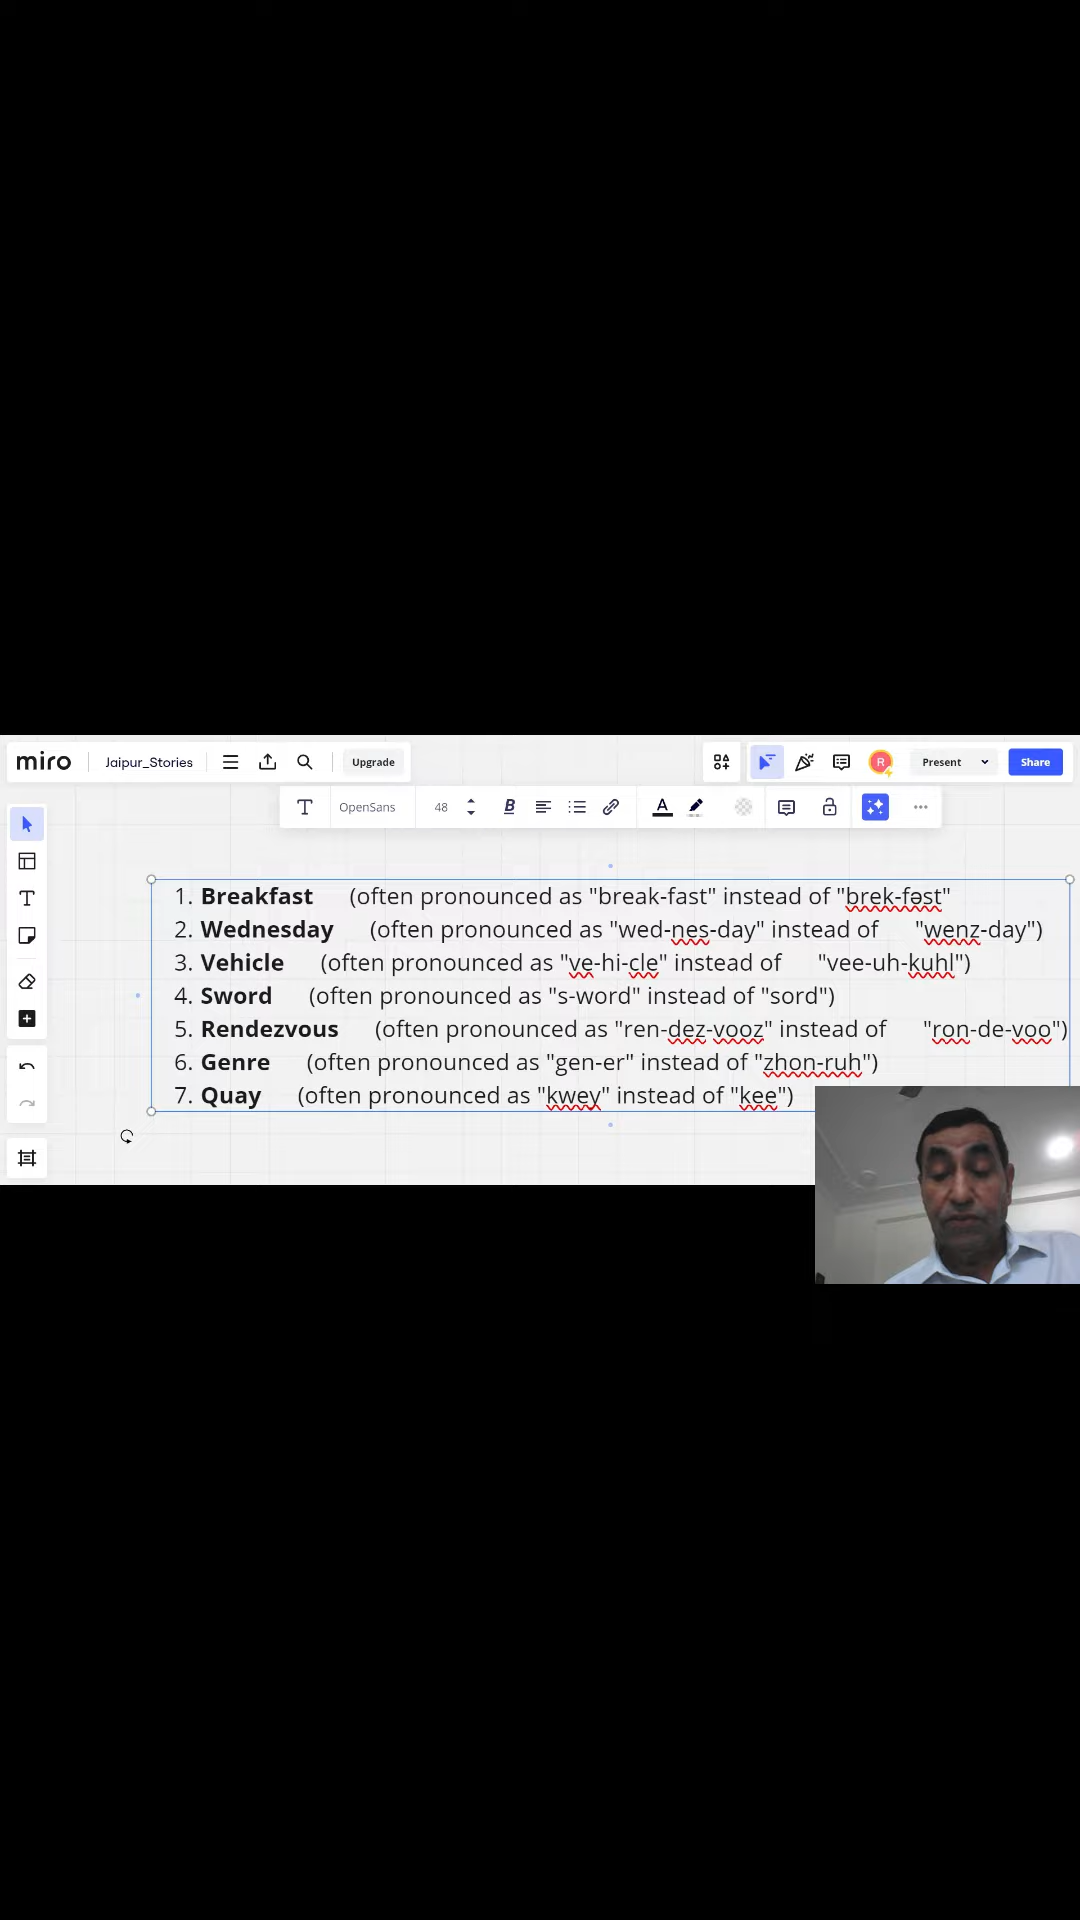 miro Jaipur_Stories Upgrade Present Share
OpenSans 48 B A
R
1. Breakfast (often pronounced as "break-fast" instead of "brek-fəst"
2. Wednesday (often pronounced as "wed-nes-day" instead of "wenz-day")
3. Vehicle (often pronounced as "ve-hi-cle" instead of "vee-uh-kuhl")
4. Sword (often pronounced as "s-word" instead of "sord")
5. Rendezvous (often pronounced as "ren-dez-vooz" instead of "ron-de-voo")
6. Genre (often pronounced as "gen-er" instead of "zhon-ruh")
7. Quay (often pronounced as "kwey" instead of "kee")